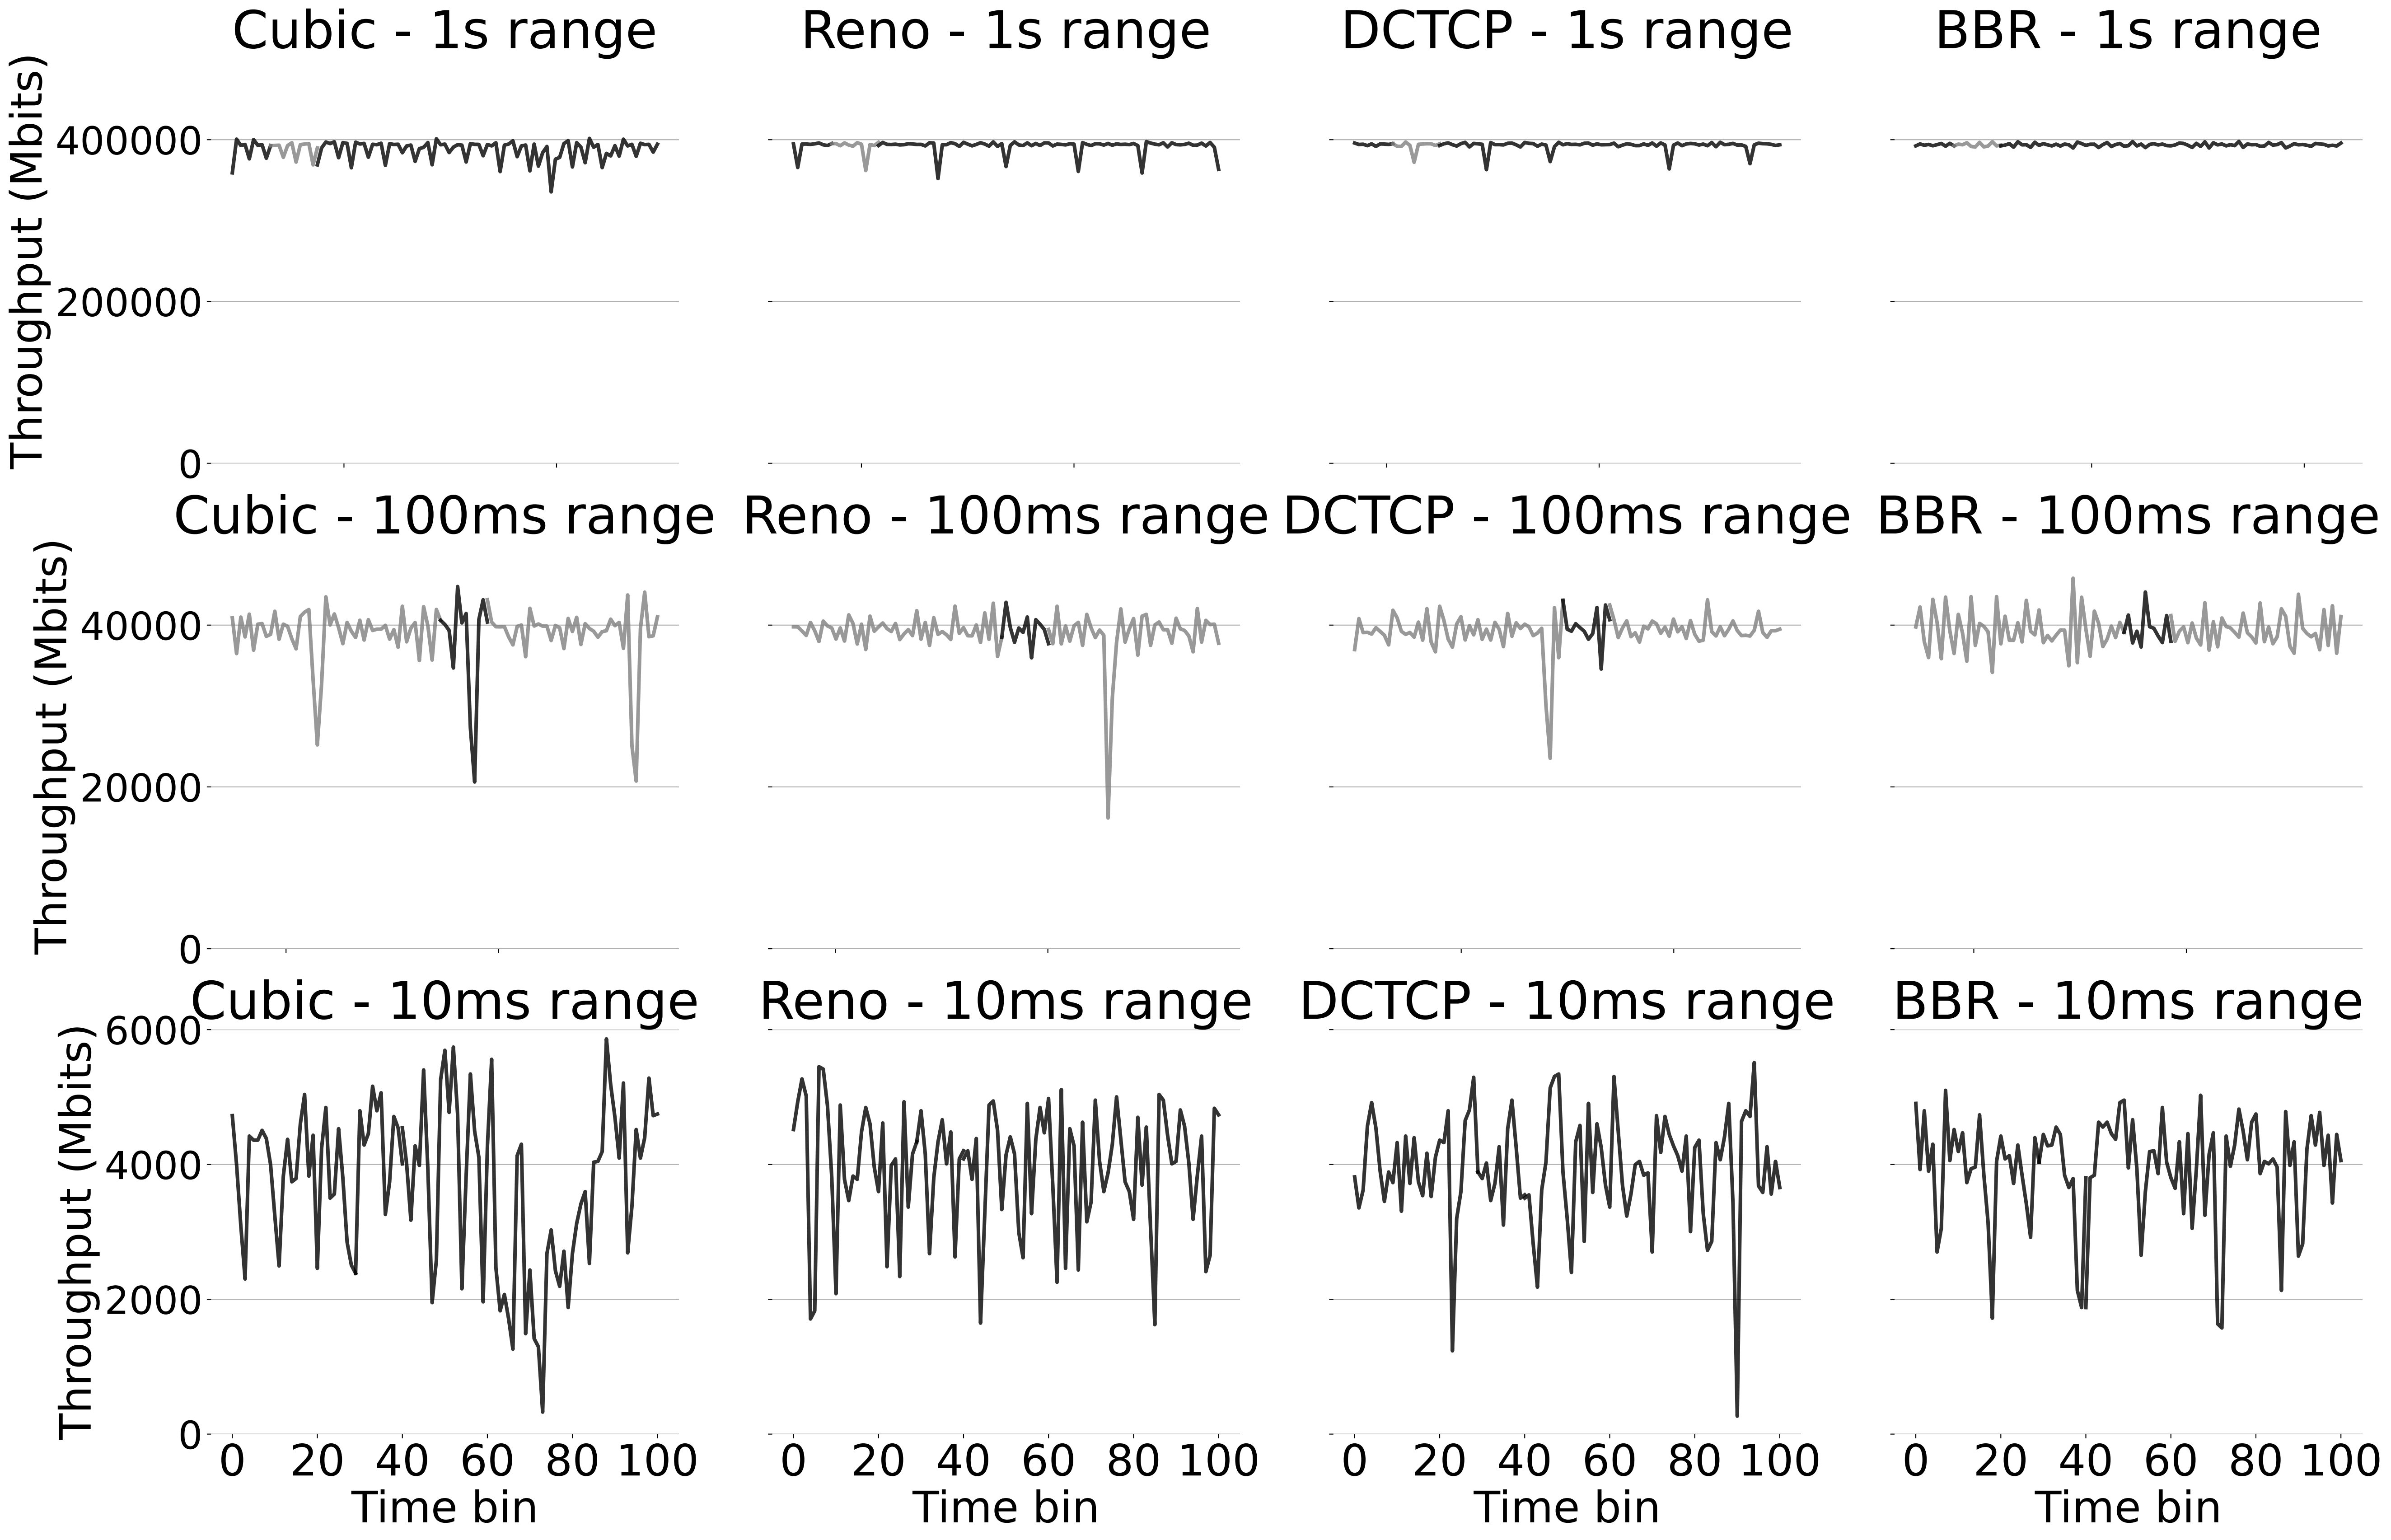 Cubic - 1s range
Reno - 1s range
DCTCP - 1s range
BBR - 1s range
Throughput (Mbits)
400000
200000
0
Cubic - 100ms range
Reno - 100ms range
DCTCP - 100ms range
BBR - 100ms range
Throughput (Mbits)
40000
20000
0
Cubic - 10ms range
Reno - 10ms range
DCTCP - 10ms range
BBR - 10ms range
Throughput (Mbits)
6000
4000
2000
0
0 20 40 60 80 100
0 20 40 60 80 100
0 20 40 60 80 100
0 20 40 60 80 100
Time bin
Time bin
Time bin
Time bin